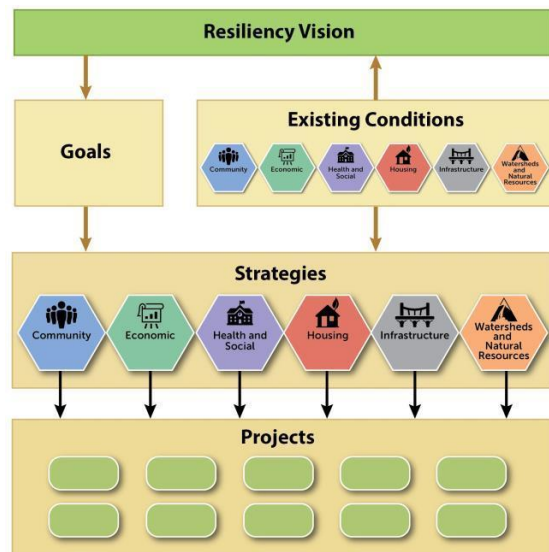 Resiliency Vision
Goals
Existing Conditions
Community
Economic
Health and
Social
Housing
Infrastructure
Watersheds
and
Natural
Resources
Strategies
Community
Economic
Health and
Social
Housing
Infrastructure
Watersheds
and
Natural
Resources
Projects